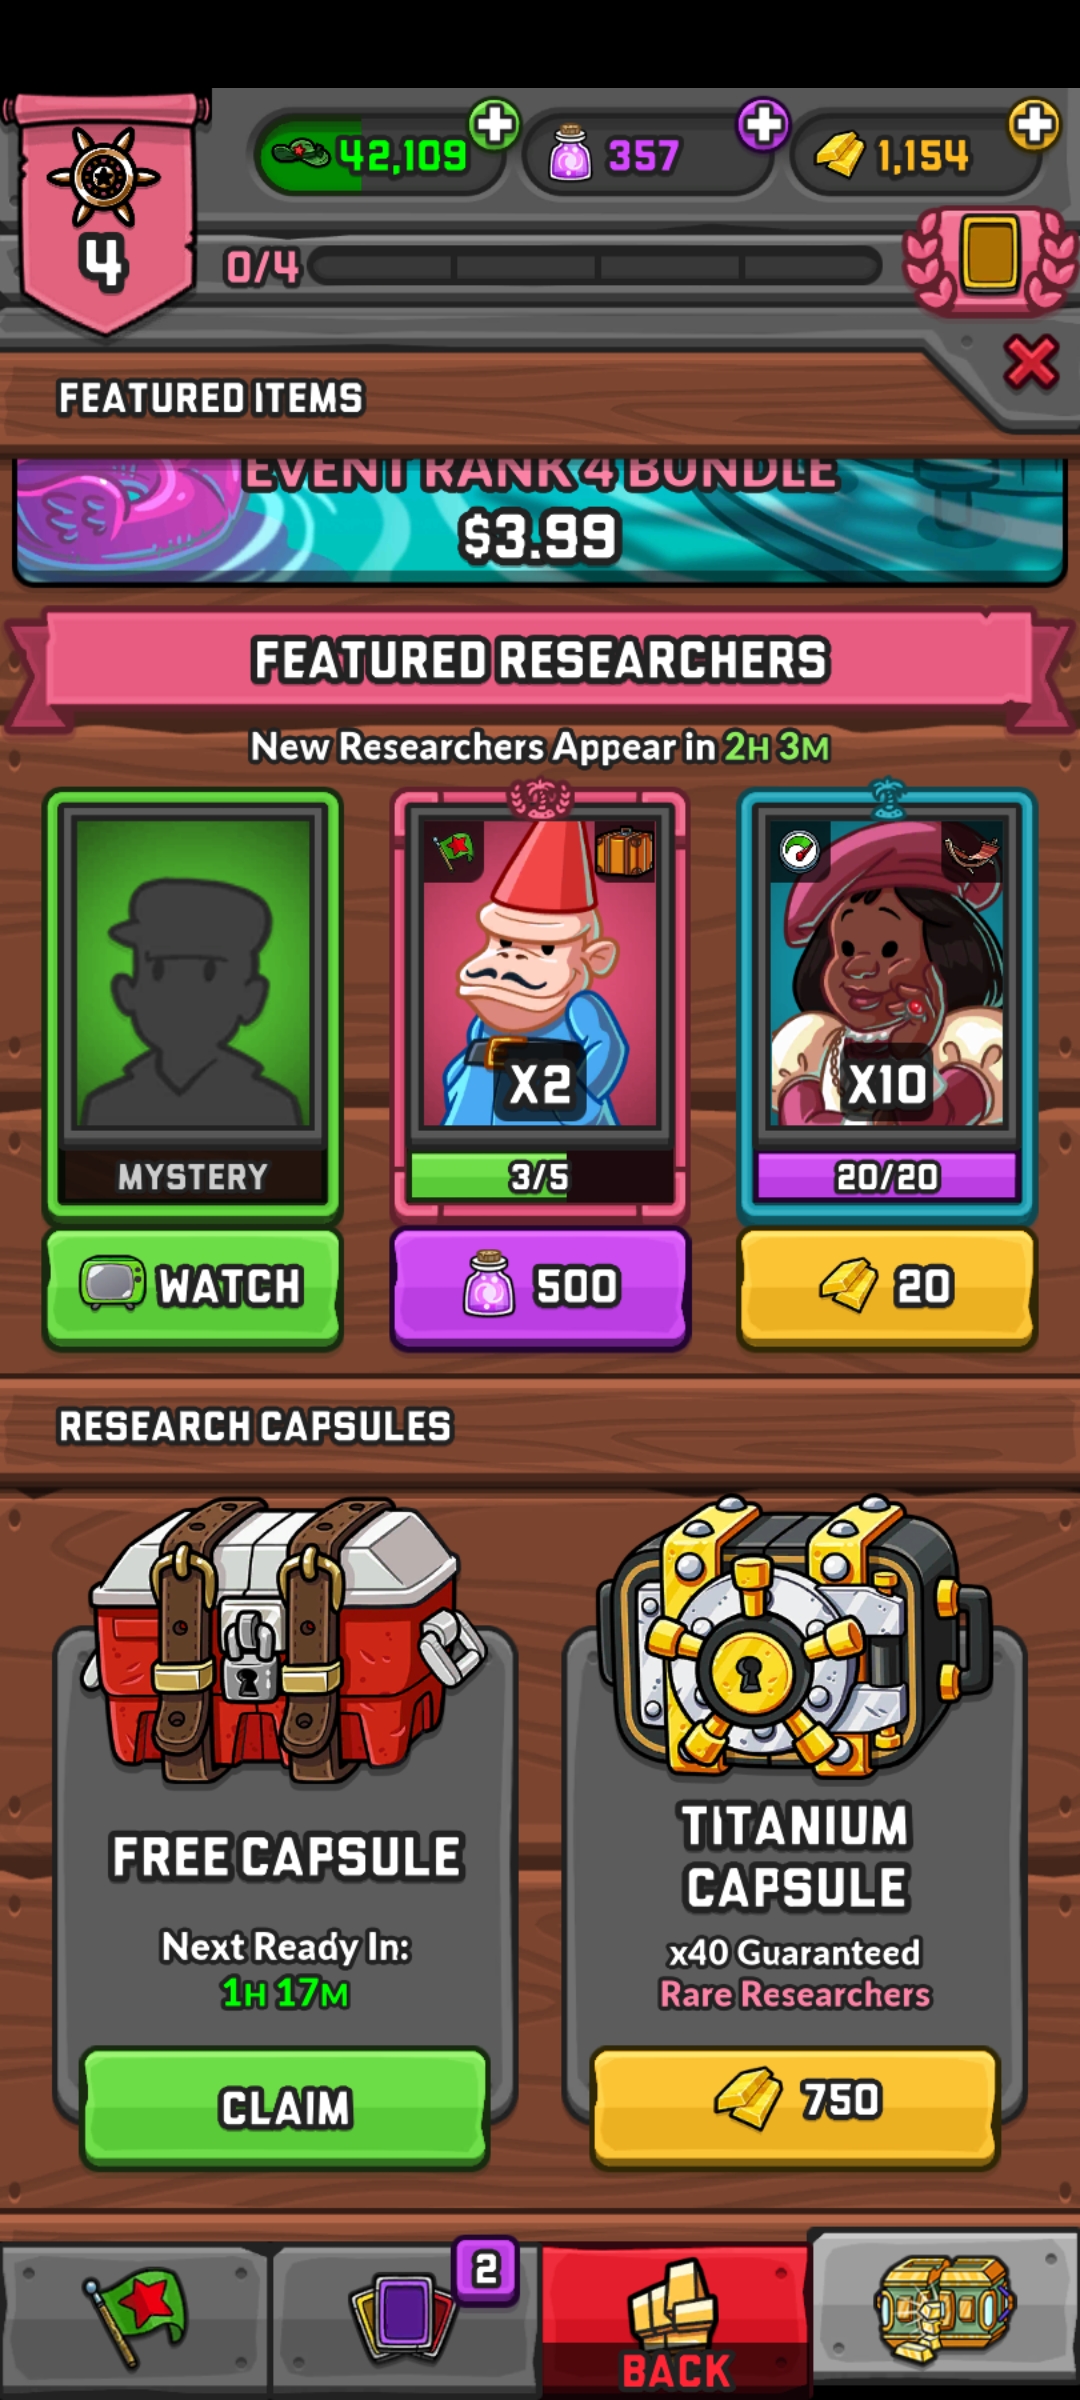 42,109
357
1,154
4
0/4
FEATURED ITEMS
EVENT RANK 4 BUNDLE
$3.99
FEATURED RESEARCHERS
New Researchers Appear in 2H 3M
X2
X10
MYSTERY
3/5
20/20
WATCH
500
20
RESEARCH CAPSULES
FREE CAPSULE
Next Ready In:
1H 17M
CLAIM
TITANIUM
CAPSULE
x40 Guaranteed
Rare Researchers
750
2
BACK